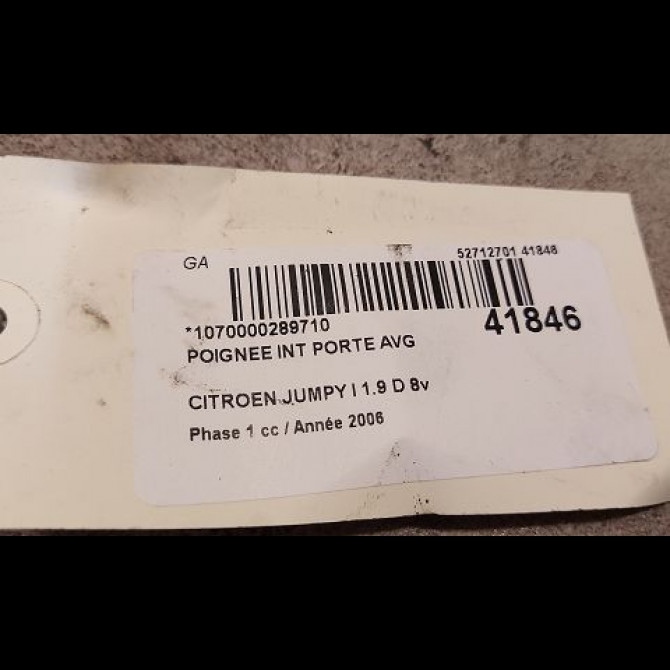 GA
52712701 41846
*1070000289710
41846
POIGNEE INT PORTE AVG
CITROEN JUMPY I 1.9 D 8v
Phase 1 cc / Année 2006